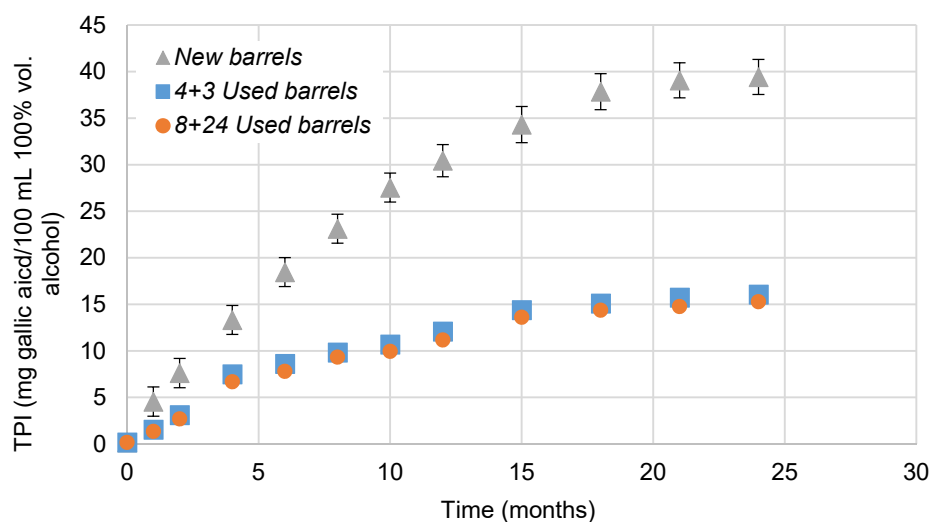 45
40
35
30
25
20
15
10
5
0
New barrels
4+3 Used barrels
8+24 Used barrels
TPI (mg gallic aicd/100 mL 100% vol.
alcohol)
0 5 10 15 20 25 30
Time (months)